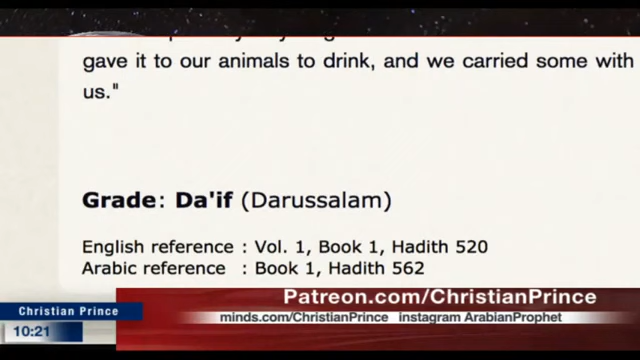 gave it to our animals to drink, and we carried some with
us."
Grade: Da'if (Darussalam)
English reference : Vol. 1, Book 1, Hadith 520
Arabic reference : Book 1, Hadith 562
Christian Prince
Patreon.com/ChristianPrince
10:21
minds.com/ChristianPrince instagram ArabianProphet